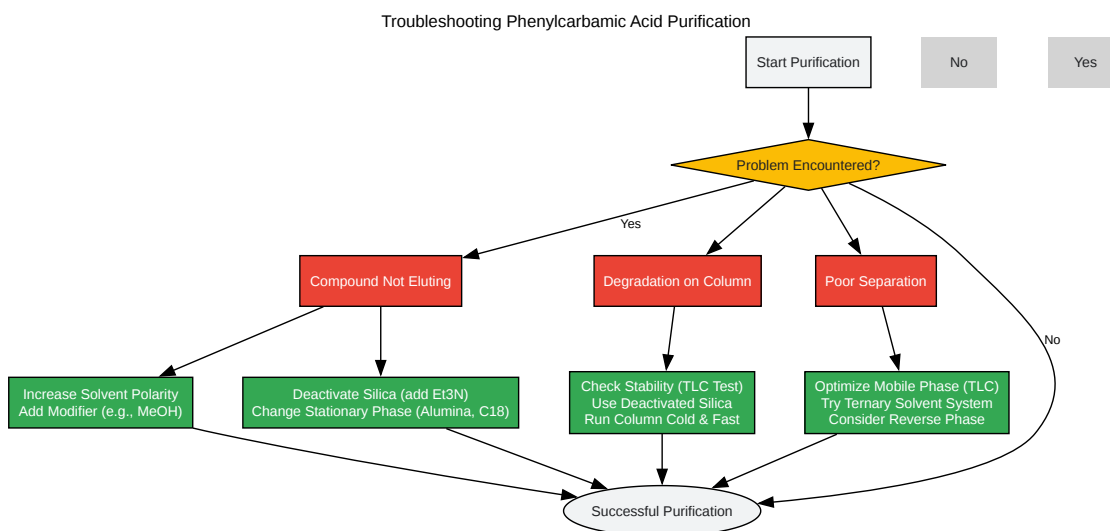 Troubleshooting Phenylcarbamic Acid Purification
Start Purification
No
Yes
Problem Encountered?
Yes
Compound Not Eluting
Degradation on Column
Poor Separation
No
Increase Solvent Polarity
Add Modifier (e.g., MeOH)
Deactivate Silica (add Et3N)
Change Stationary Phase (Alumina, C18)
Check Stability (TLC Test)
Use Deactivated Silica
Run Column Cold & Fast
Optimize Mobile Phase (TLC)
Try Ternary Solvent System
Consider Reverse Phase
Successful Purification